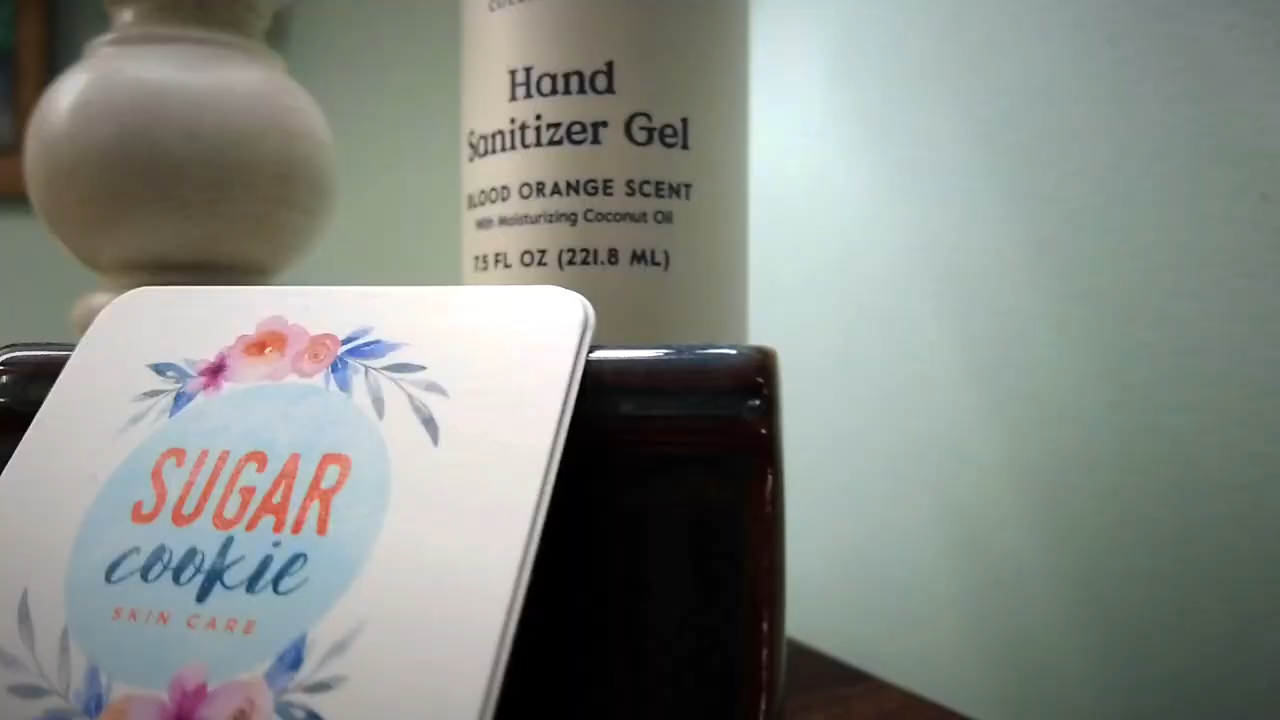 Hand
Sanitizer Gel
BLOOD ORANGE SCENT
With Moisturizing Coconut Oil
7.5 FL OZ (221.8 ML)
SUGAR
cookie
SKIN CARE